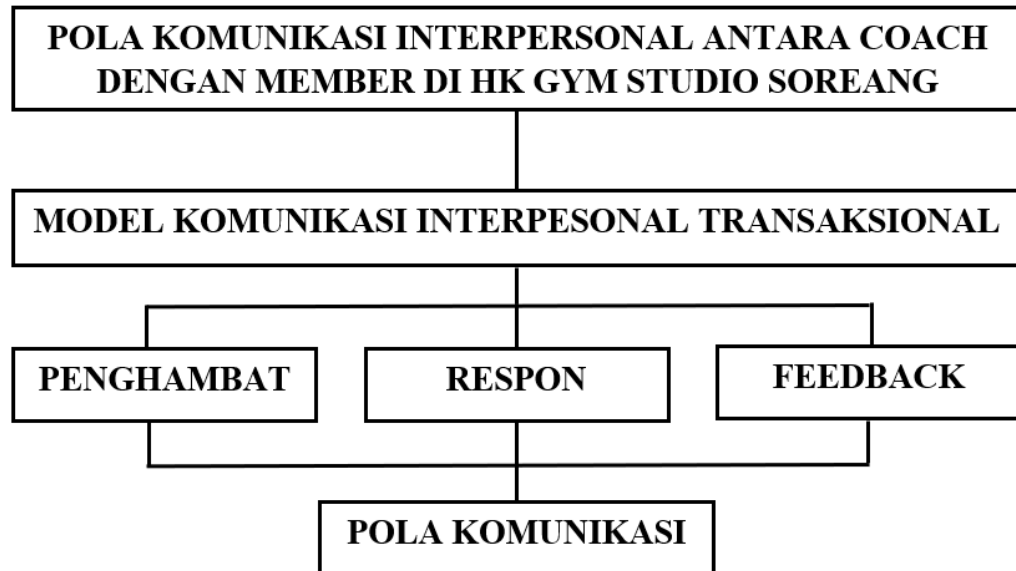 POLA KOMUNIKASI INTERPERSONAL ANTARA COACH
DENGAN MEMBER DI HK GYM STUDIO SOREANG
MODEL KOMUNIKASI INTERPESONAL TRANSAKSIONAL
PENGHAMBAT
RESPON
FEEDBACK
POLA KOMUNIKASI